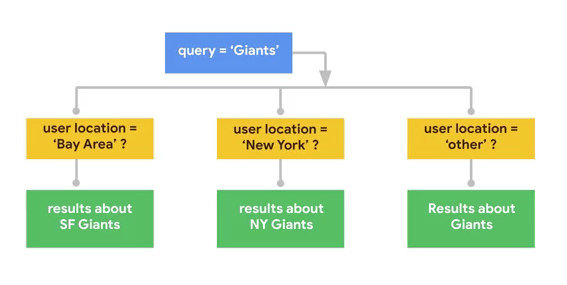 query = ‘Giants’
user location =
‘Bay Area’ ?
user location =
‘New York’ ?
user location =
‘other’ ?
results about
SF Giants
results about
NY Giants
Results about
Giants